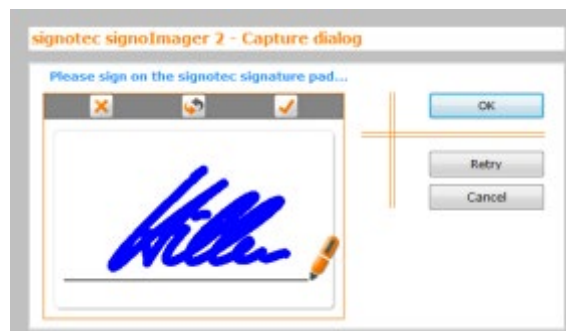 signotec signoImager 2 - Capture dialog
Please sign on the signotec signature pad...
OK
Retry
Cancel